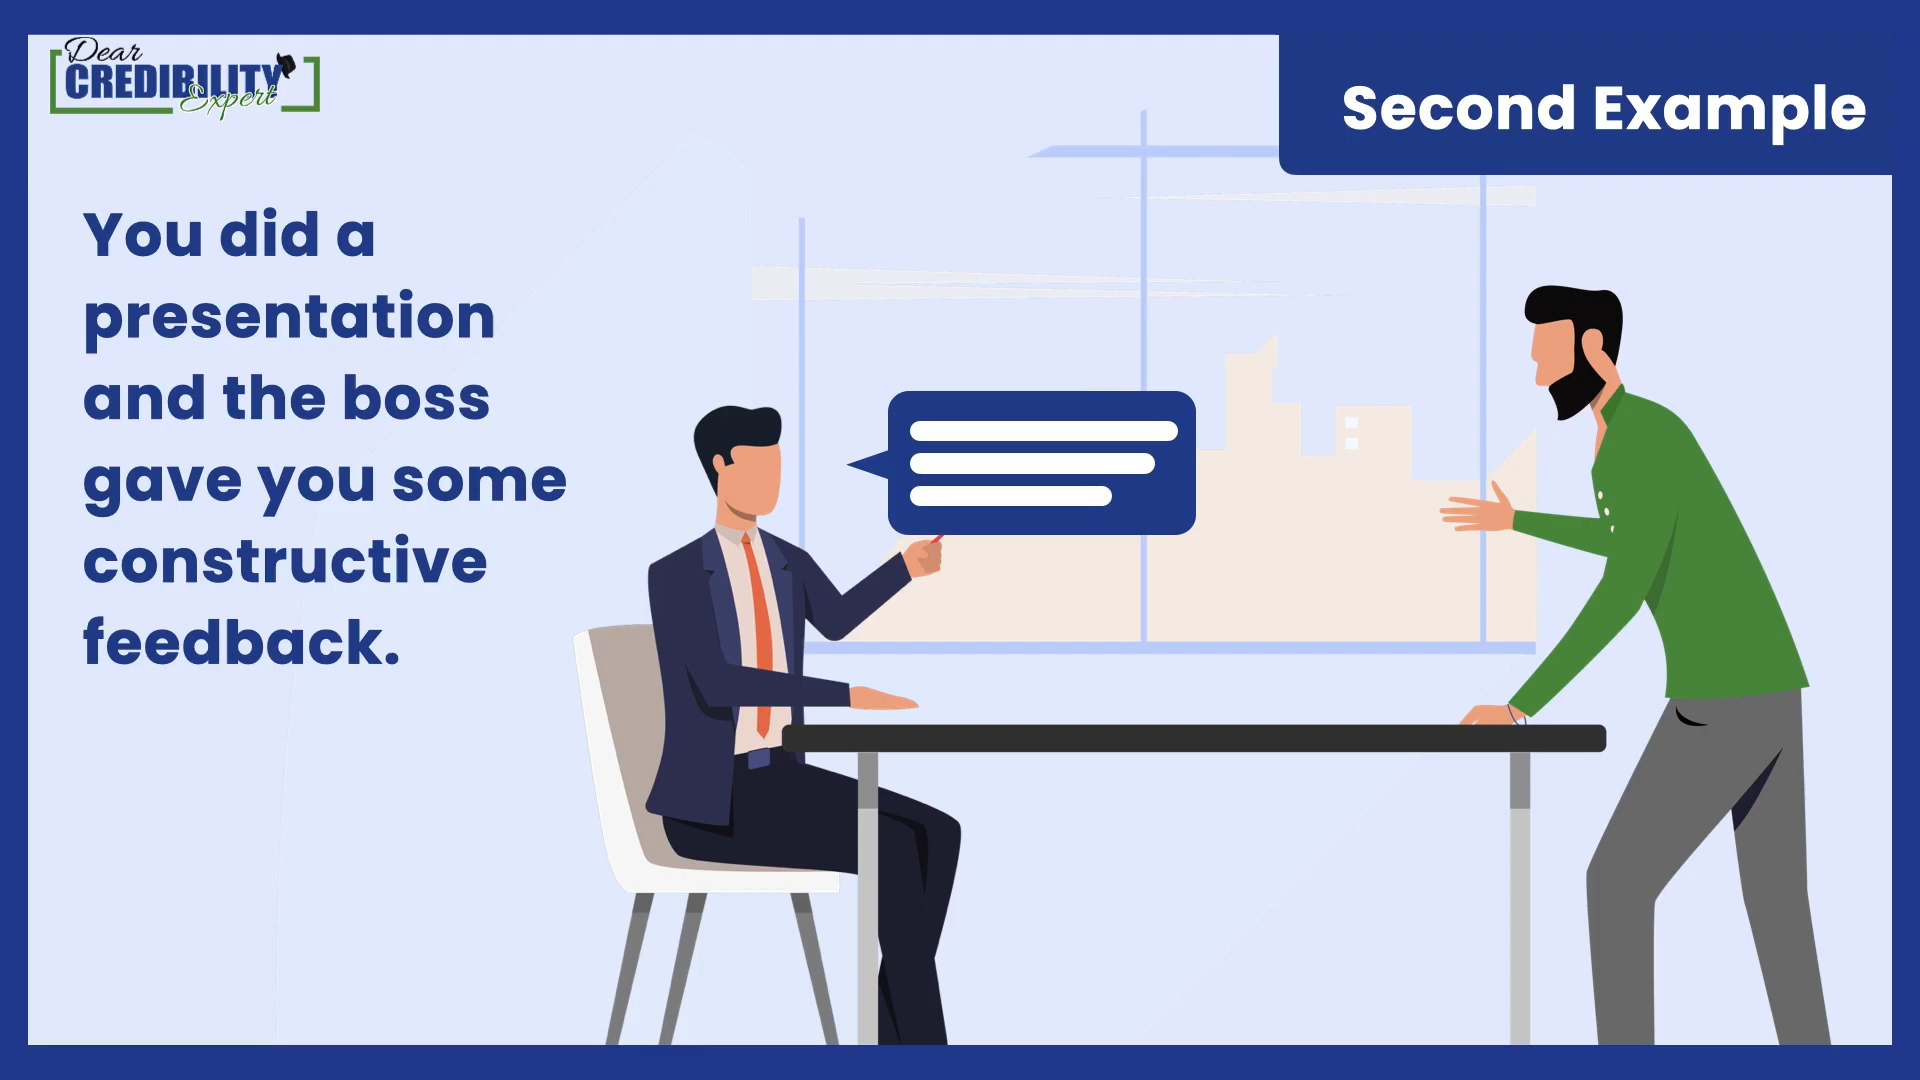 Dear
CREDIBILITY
Expert
Second Example
You did a
presentation
and the boss
gave you some
constructive
feedback.